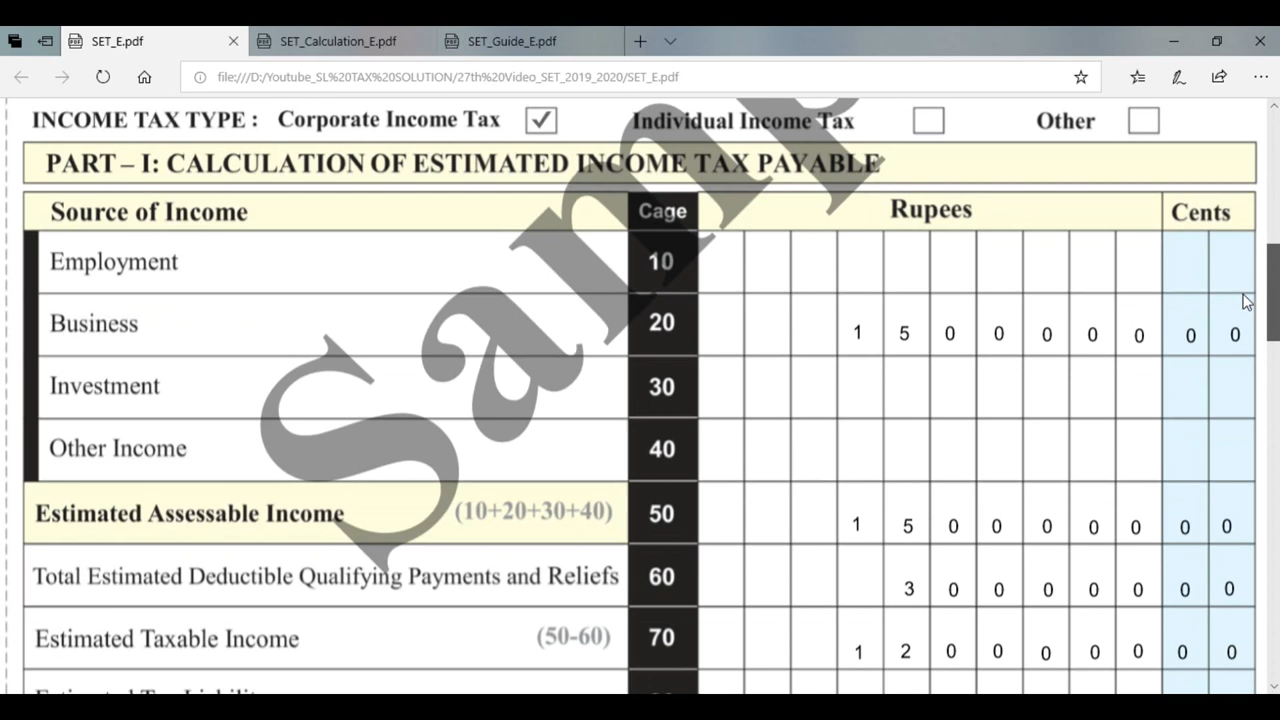 SET_E.pdf
SET_Calculation_E.pdf
SET_Guide_E.pdf
file:///D:/Youtube_SL%20TAX%20SOLUTION/27th%20Video_SET_2019_2020/SET_E.pdf
INCOME TAX TYPE : Corporate Income Tax ✓ Individual Income Tax Other
PART – I: CALCULATION OF ESTIMATED INCOME TAX PAYABLE
Source of Income Cage Rupees Cents
Employment 10
Business 20 1 5 0 0 0 0 0 0 0
Investment 30
Other Income 40
Estimated Assessable Income (10+20+30+40) 50 1 5 0 0 0 0 0 0 0
Total Estimated Deductible Qualifying Payments and Reliefs 60 3 0 0 0 0 0 0 0
Estimated Taxable Income (50-60) 70 1 2 0 0 0 0 0 0 0
Samp